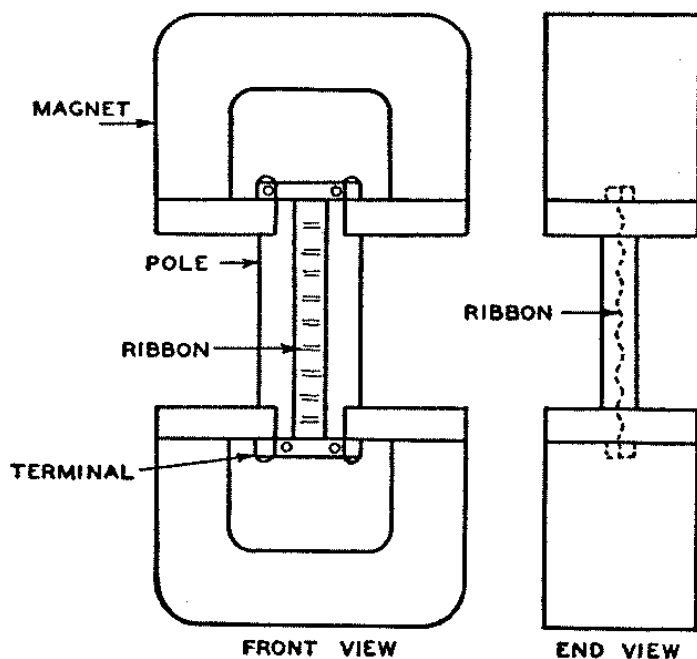 MAGNET
POLE
RIBBON
RIBBON
TERMINAL
FRONT VIEW
END VIEW